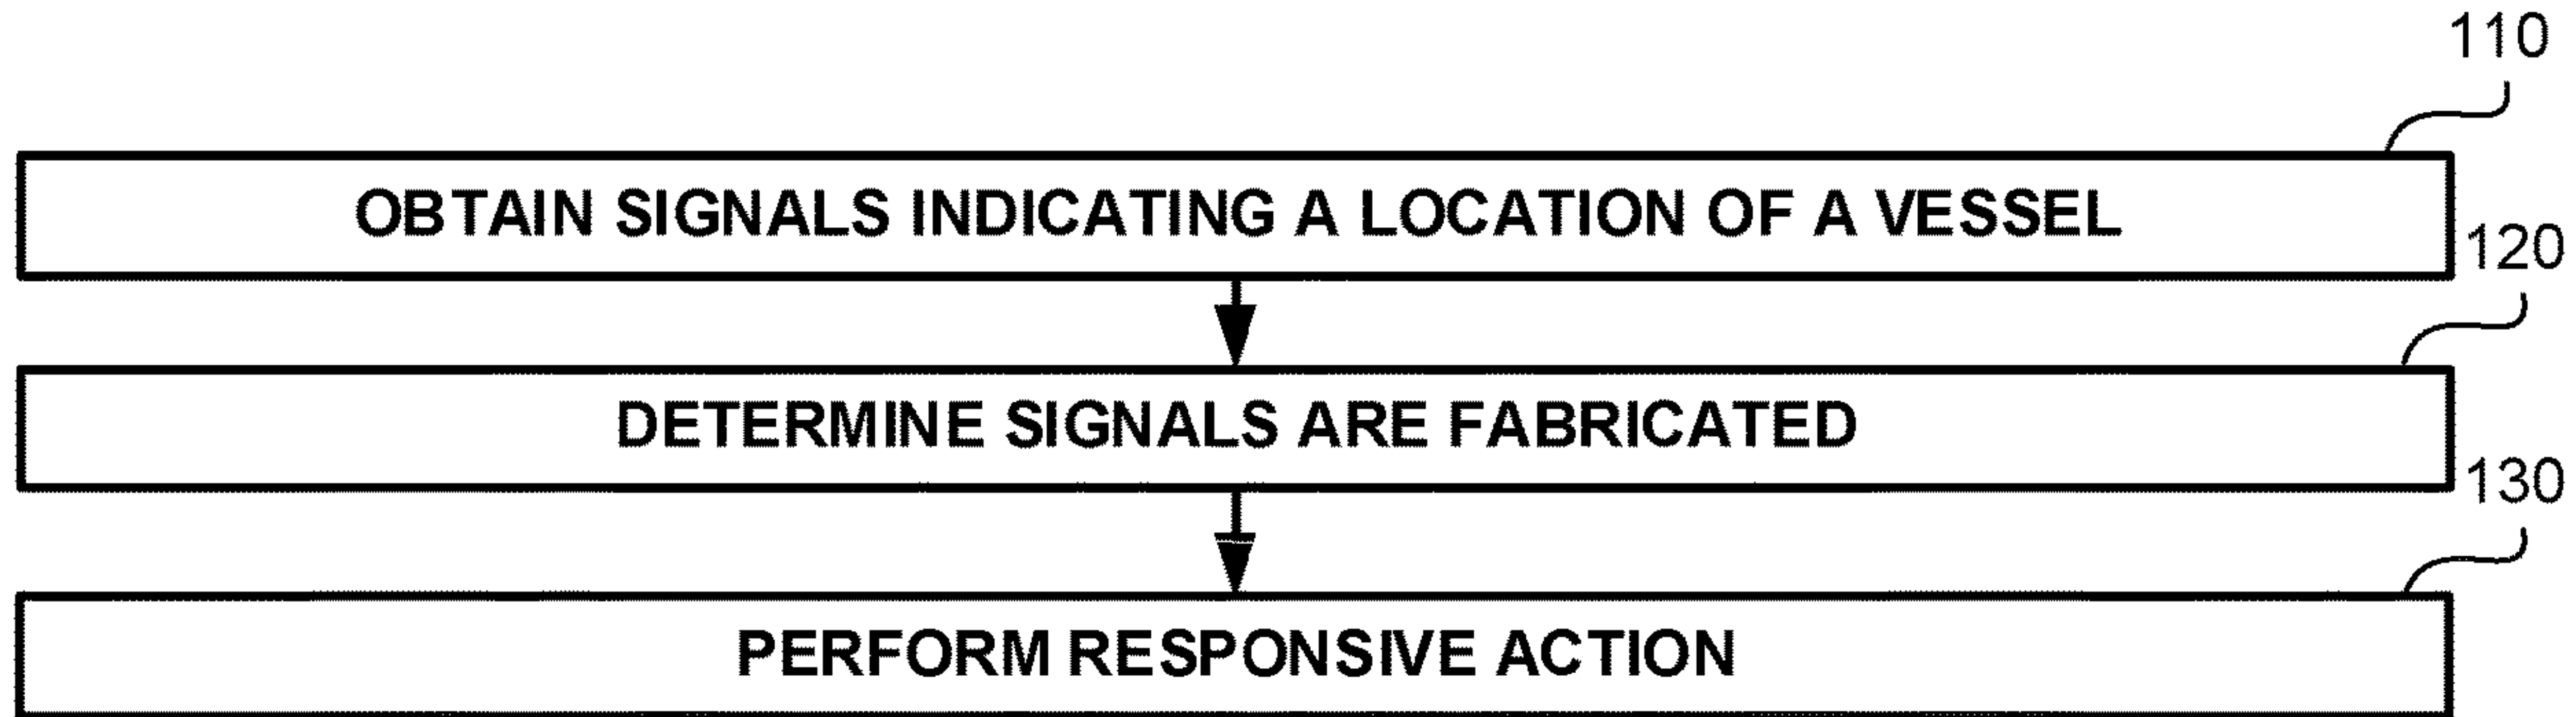 110
OBTAIN SIGNALS INDICATING A LOCATION OF A VESSEL
120
DETERMINE SIGNALS ARE FABRICATED
130
PERFORM RESPONSIVE ACTION